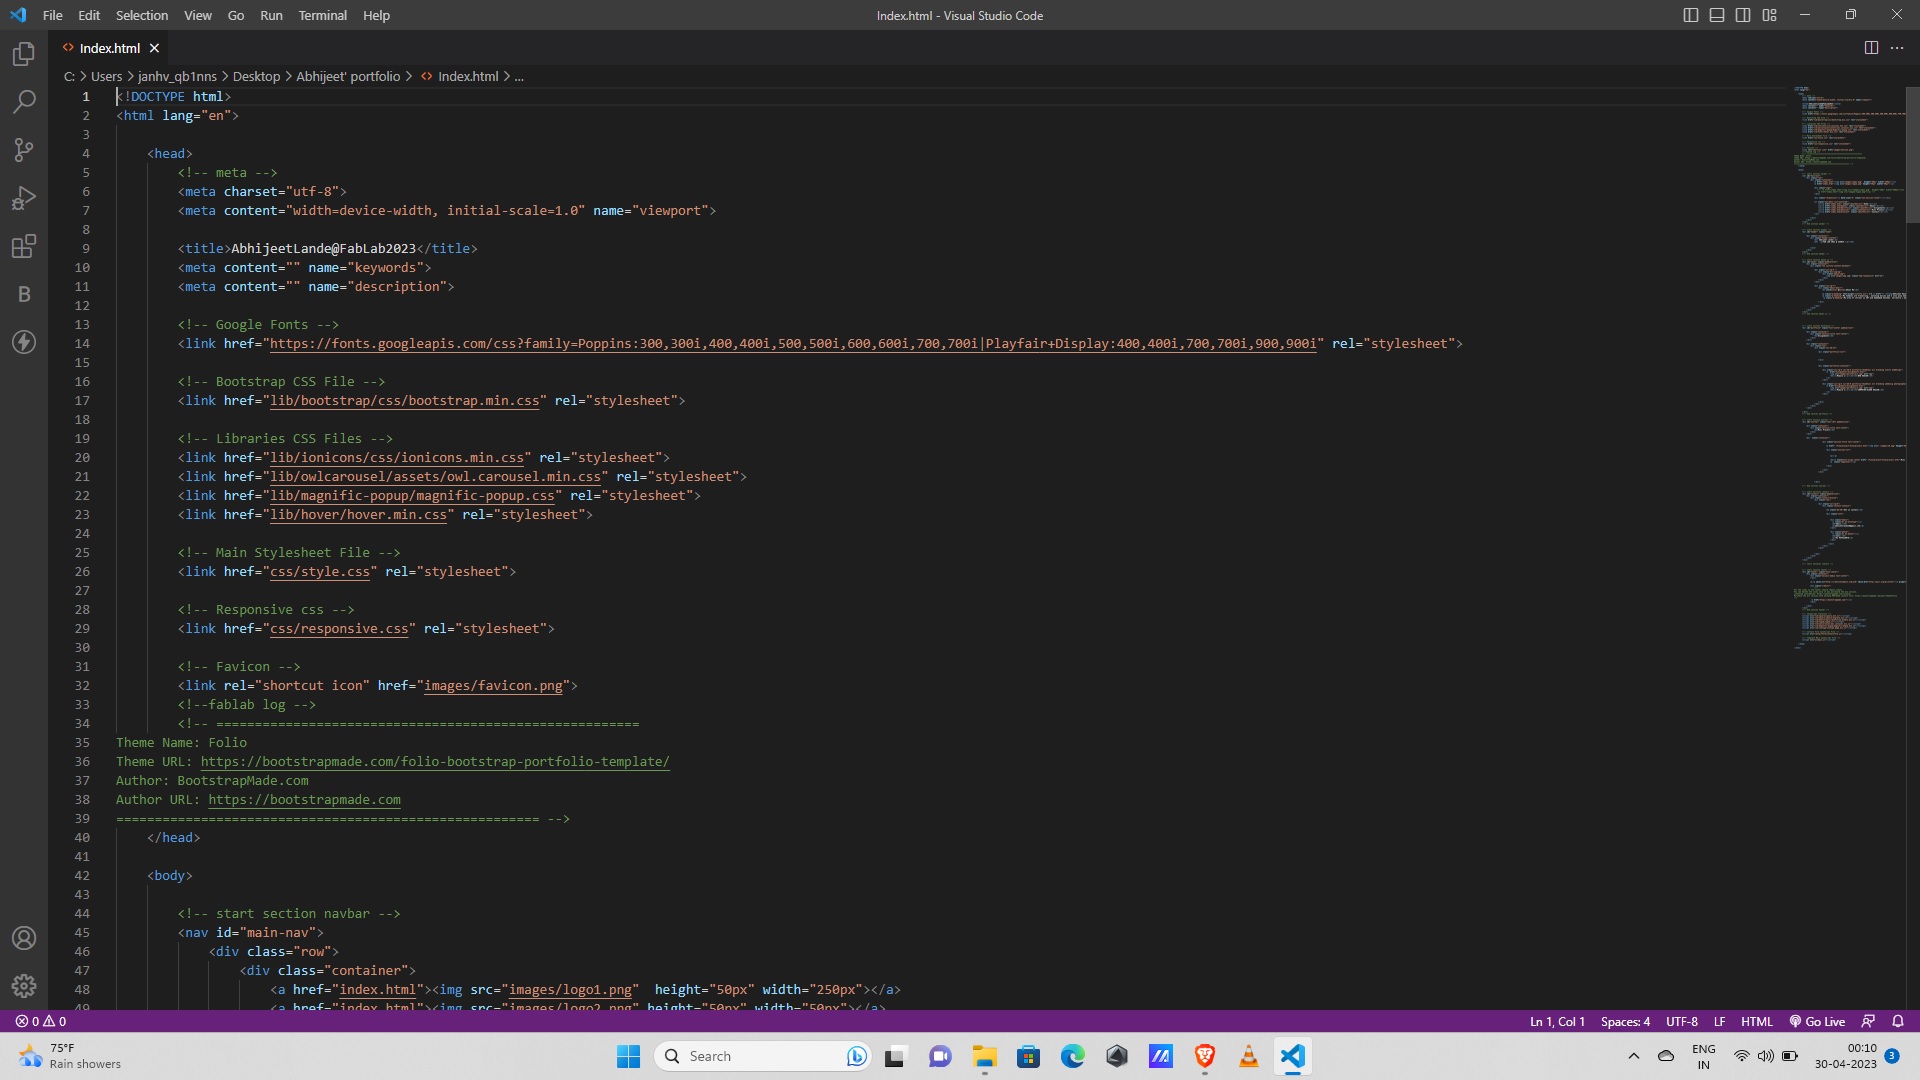 File Edit Selection View Go Run Terminal Help
Index.html - Visual Studio Code
<> Index.html
C: > Users > janhv_qb1nns > Desktop > Abhijeet' portfolio > <> Index.html > ...
1 <!DOCTYPE html>
2 <html lang="en">
3
4 <head>
5 <!-- meta -->
6 <meta charset="utf-8">
7 <meta content="width=device-width, initial-scale=1.0" name="viewport">
8
9 <title>AbhijeetLande@FabLab2023</title>
10 <meta content="" name="keywords">
11 <meta content="" name="description">
12
13 <!-- Google Fonts -->
14 <link href="https://fonts.googleapis.com/css?family=Poppins:300,300i,400,400i,500,500i,600,600i,700,700i|Playfair+Display:400,400i,700,700i,900,900i" rel="stylesheet">
15
16 <!-- Bootstrap CSS File -->
17 <link href="lib/bootstrap/css/bootstrap.min.css" rel="stylesheet">
18
19 <!-- Libraries CSS Files -->
20 <link href="lib/ionicons/css/ionicons.min.css" rel="stylesheet">
21 <link href="lib/owlcarousel/assets/owl.carousel.min.css" rel="stylesheet">
22 <link href="lib/magnific-popup/magnific-popup.css" rel="stylesheet">
23 <link href="lib/hover/hover.min.css" rel="stylesheet">
24
25 <!-- Main Stylesheet File -->
26 <link href="css/style.css" rel="stylesheet">
27
28 <!-- Responsive css -->
29 <link href="css/responsive.css" rel="stylesheet">
30
31 <!-- Favicon -->
32 <link rel="shortcut icon" href="images/favicon.png">
33 <!--fablab log -->
34 <!-- =======================================================
35 Theme Name: Folio
36 Theme URL: https://bootstrapmade.com/folio-bootstrap-portfolio-template/
37 Author: BootstrapMade.com
38 Author URL: https://bootstrapmade.com
39 ======================================================= -->
40 </head>
41
42 <body>
43
44 <!-- start section navbar -->
45 <nav id="main-nav">
46 <div class="row">
47 <div class="container">
48 <a href="index.html"><img src="images/logo1.png"  height="50px" width="250px"></a>
49 <a href="index.html"><img src="images/logo2.png" height="50px" width="50px"></a>
0 0 Ln 1, Col 1 Spaces: 4 UTF-8 LF HTML Go Live
75°F
Rain showers
Search
ENG
IN
00:10
30-04-2023
3